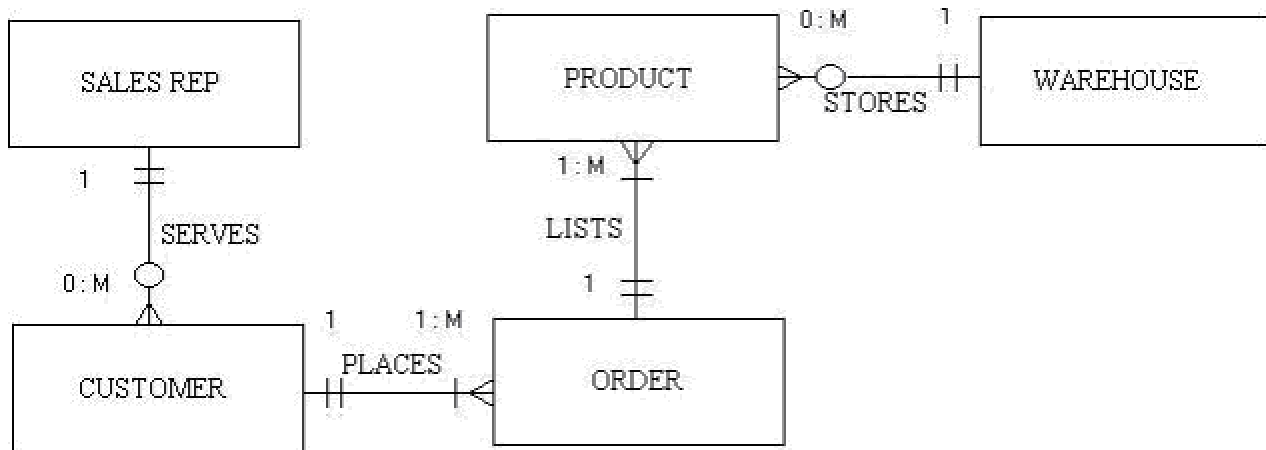 0:M 1
SALES REP
PRODUCT
WAREHOUSE
STORES
1
1:M
SERVES
LISTS
0:M
1
1 1:M
PLACES
CUSTOMER
ORDER